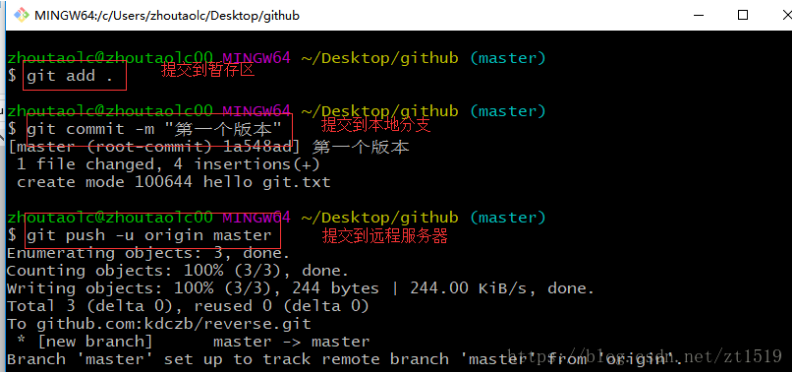 MINGW64:/c/Users/zhoutaolc/Desktop/github
zhoutaolc@zhoutaolc00 MINGW64 ~/Desktop/github (master)
$ git add . 提交到暂存区
zhoutaolc@zhoutaolc00 MINGW64 ~/Desktop/github (master)
$ git commit -m "第一个版本" 提交到本地分支
[master (root-commit) 1a548ad] 第一个版本
1 file changed, 4 insertions(+)
create mode 100644 hello git.txt
zhoutaolc@zhoutaolc00 MINGW64 ~/Desktop/github (master)
$ git push -u origin master 提交到远程服务器
Enumerating objects: 3, done.
Counting objects: 100% (3/3), done.
Writing objects: 100% (3/3), 244 bytes | 244.00 KiB/s, done.
Total 3 (delta 0), reused 0 (delta 0)
To github.com:kdczb/reverse.git
* [new branch] master -> master
Branch 'master' set up to track remote branch 'master' from 'origin'.
https://blog.csdn.net/zt1519